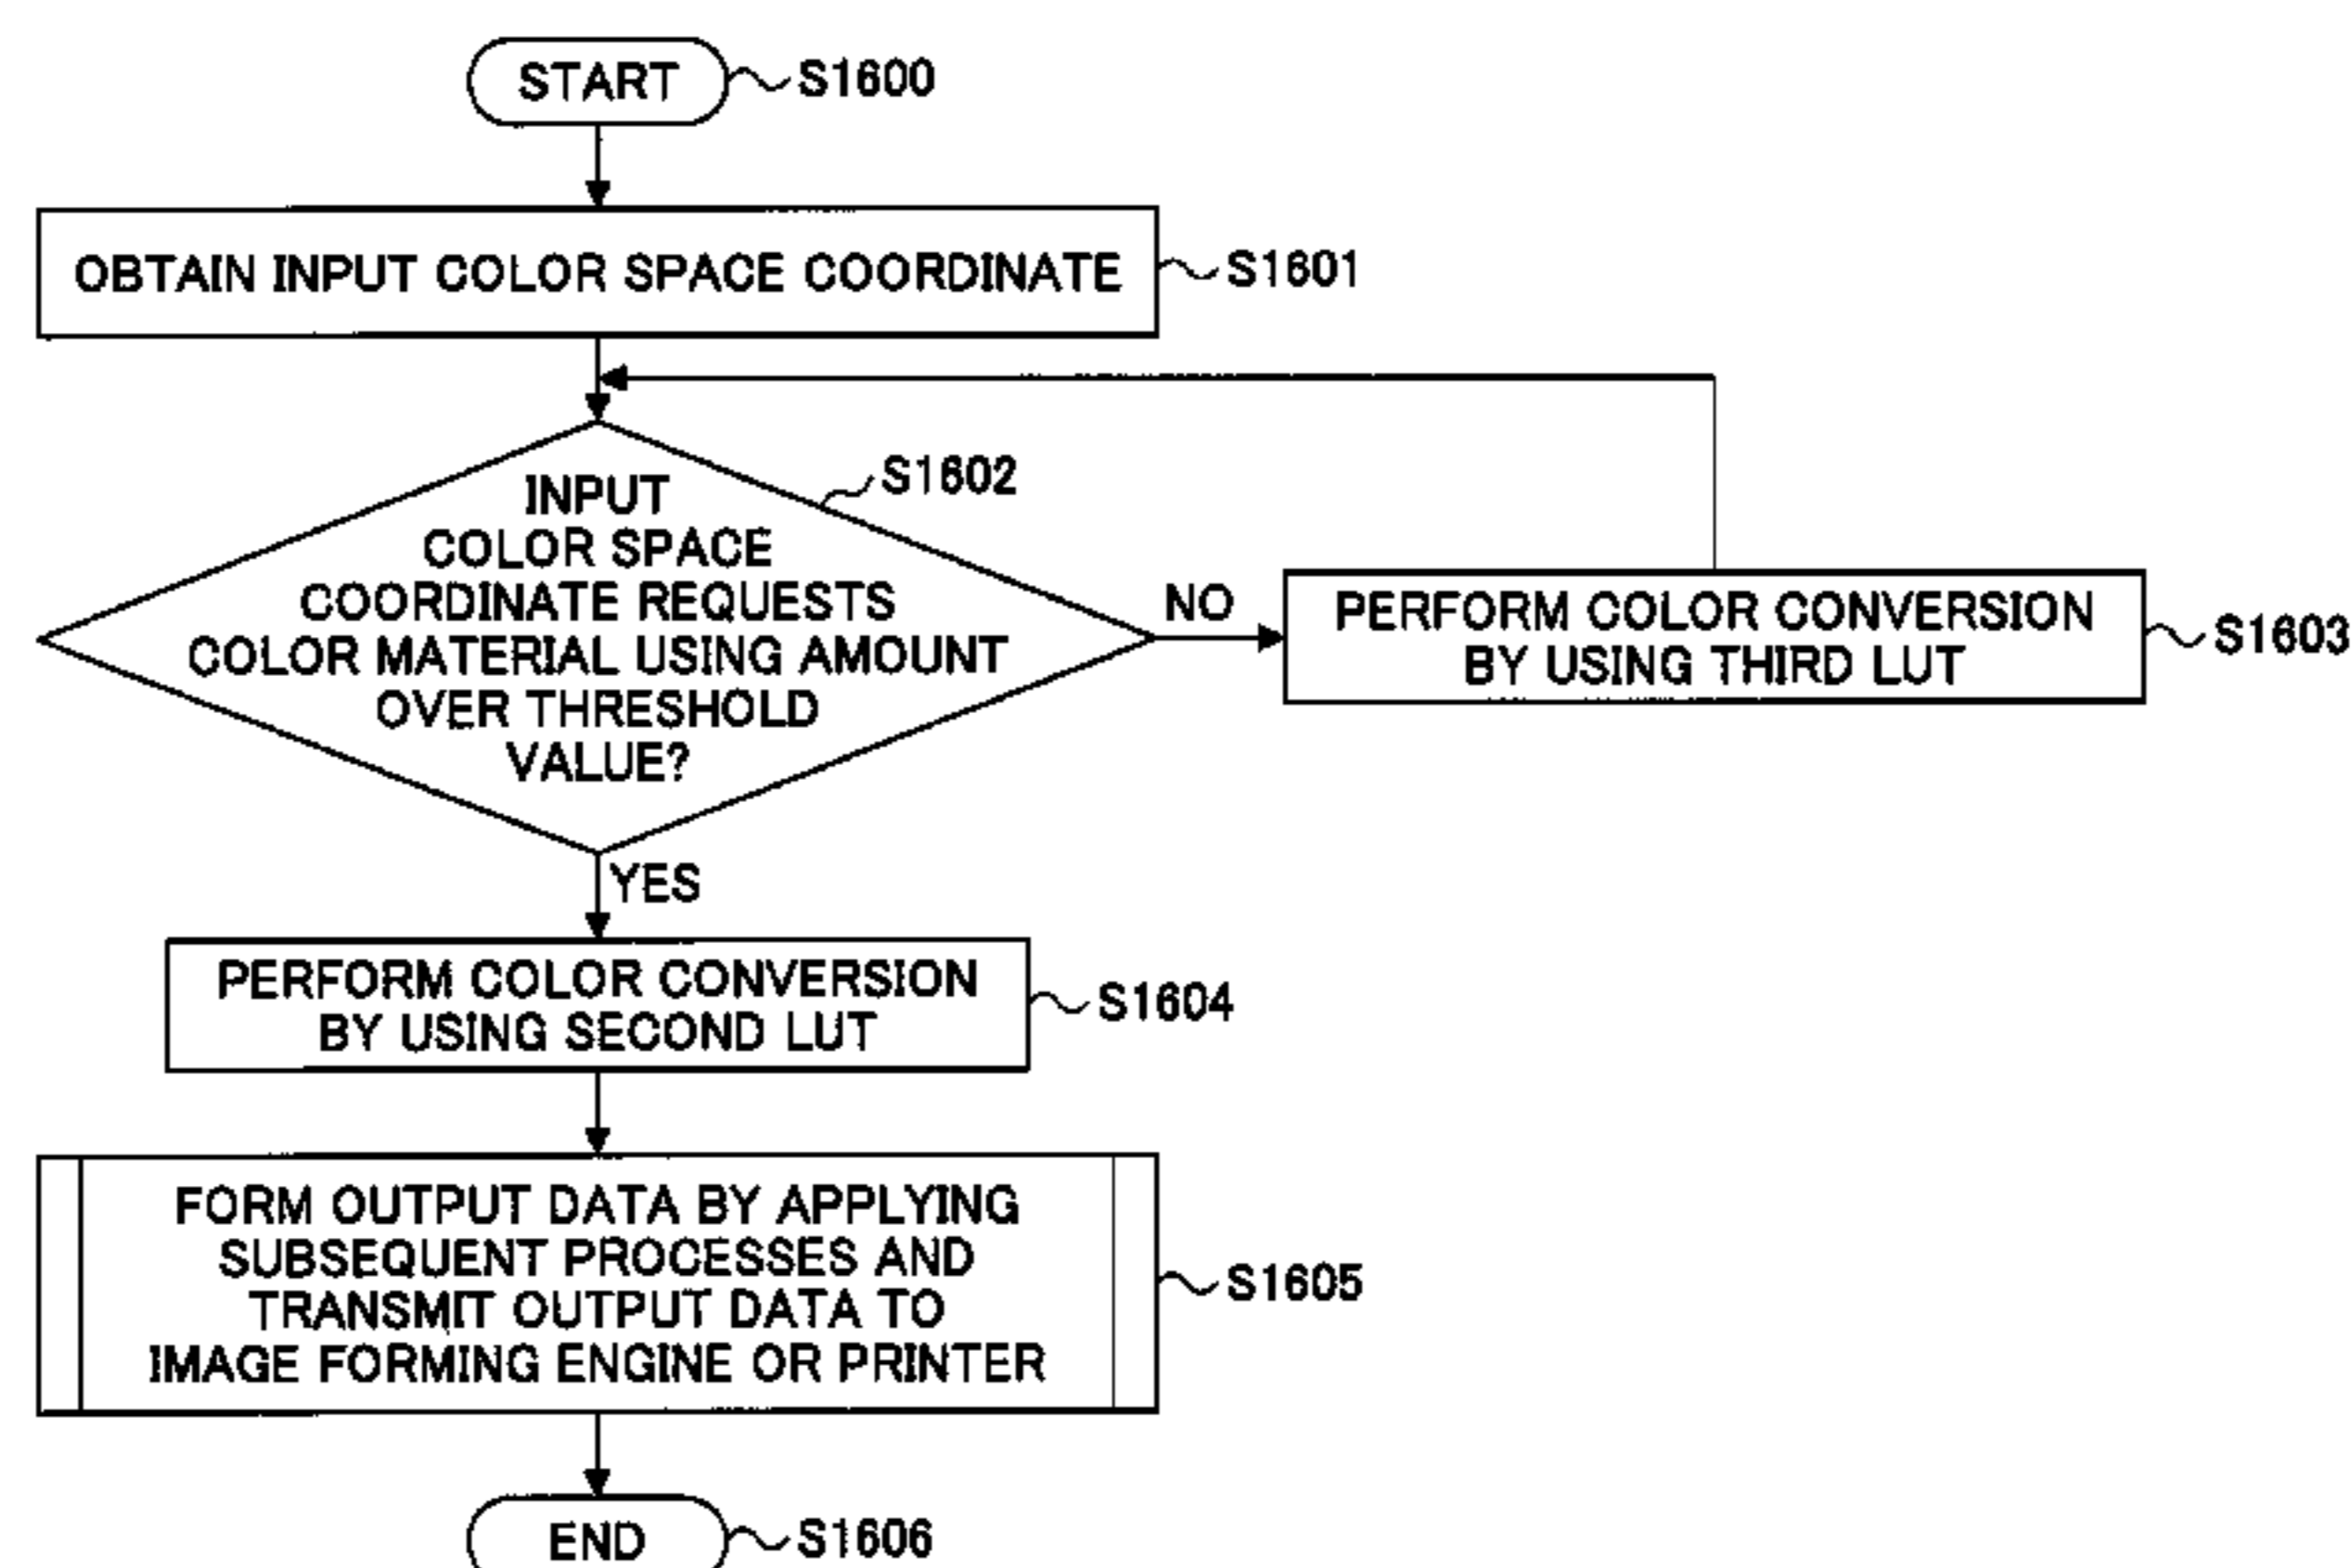 START
S1600
OBTAIN INPUT COLOR SPACE COORDINATE
S1601
INPUT
COLOR SPACE
COORDINATE REQUESTS
COLOR MATERIAL USING AMOUNT
OVER THRESHOLD
VALUE?
S1602
NO
PERFORM COLOR CONVERSION
BY USING THIRD LUT
S1603
YES
PERFORM COLOR CONVERSION
BY USING SECOND LUT
S1604
FORM OUTPUT DATA BY APPLYING
SUBSEQUENT PROCESSES AND
TRANSMIT OUTPUT DATA TO
IMAGE FORMING ENGINE OR PRINTER
S1605
END
S1606